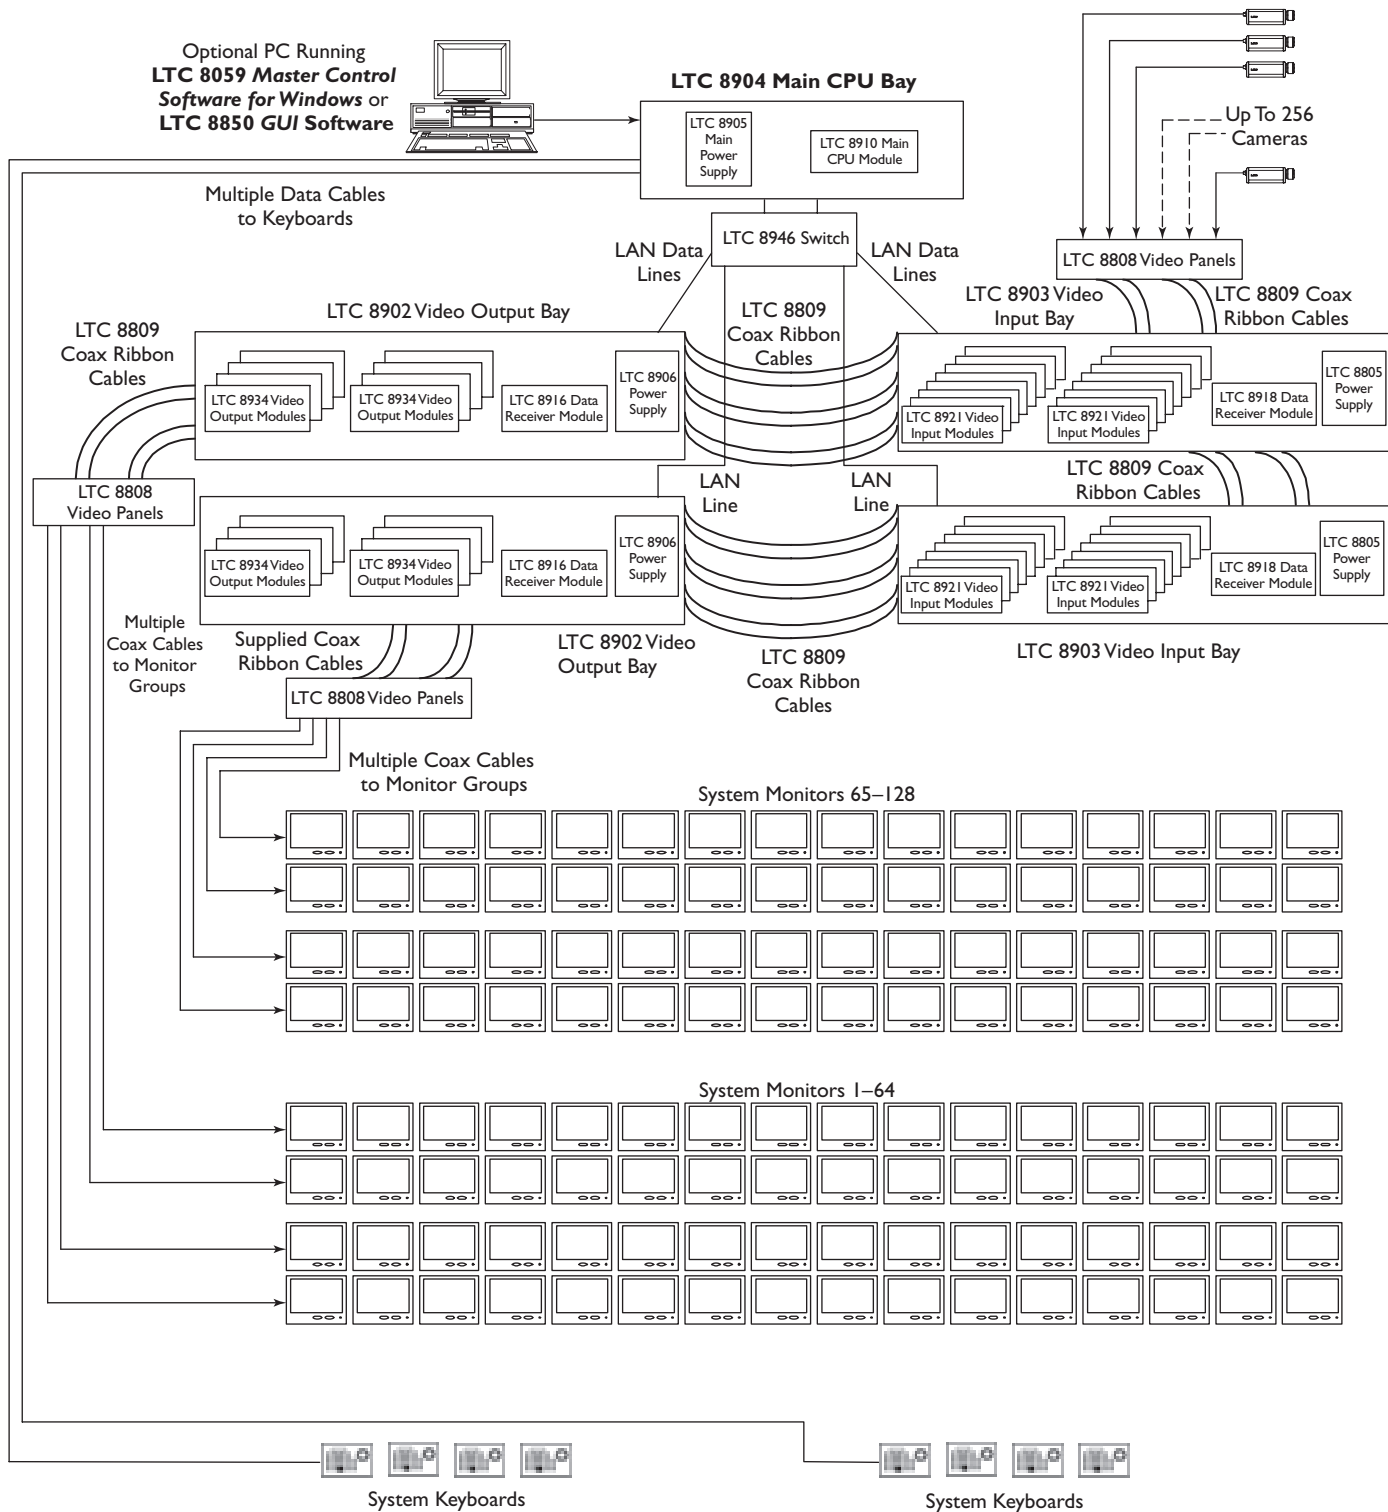 Optional PC Running
LTC 8059 Master Control
Software for Windows or
LTC 8850 GUI Software
LTC 8904 Main CPU Bay
LTC 8905
Main
Power
Supply
LTC 8910 Main
CPU Module
Up To 256
Cameras
Multiple Data Cables
to Keyboards
LTC 8946 Switch
LAN Data
Lines
LAN Data
Lines
LTC 8808 Video Panels
LTC 8903 Video
Input Bay
LTC 8809 Coax
Ribbon Cables
LTC 8902 Video Output Bay
LTC 8809
Coax Ribbon
Cables
LTC 8809
Coax Ribbon
Cables
LTC 8934 Video
Output Modules
LTC 8934 Video
Output Modules
LTC 8916 Data
Receiver Module
LTC 8906
Power
Supply
LTC 8921 Video
Input Modules
LTC 8921 Video
Input Modules
LTC 8918 Data
Receiver Module
LTC 8805
Power
Supply
LTC 8808
Video Panels
LAN
Line
LAN
Line
LTC 8809 Coax
Ribbon Cables
LTC 8934 Video
Output Modules
LTC 8934 Video
Output Modules
LTC 8916 Data
Receiver Module
LTC 8906
Power
Supply
LTC 8921 Video
Input Modules
LTC 8921 Video
Input Modules
LTC 8918 Data
Receiver Module
LTC 8805
Power
Supply
Multiple
Coax Cables
to Monitor
Groups
Supplied Coax
Ribbon Cables
LTC 8902 Video
Output Bay
LTC 8809
Coax Ribbon
Cables
LTC 8903 Video Input Bay
LTC 8808 Video Panels
Multiple Coax Cables
to Monitor Groups
System Monitors 65–128
System Monitors 1–64
System Keyboards
System Keyboards